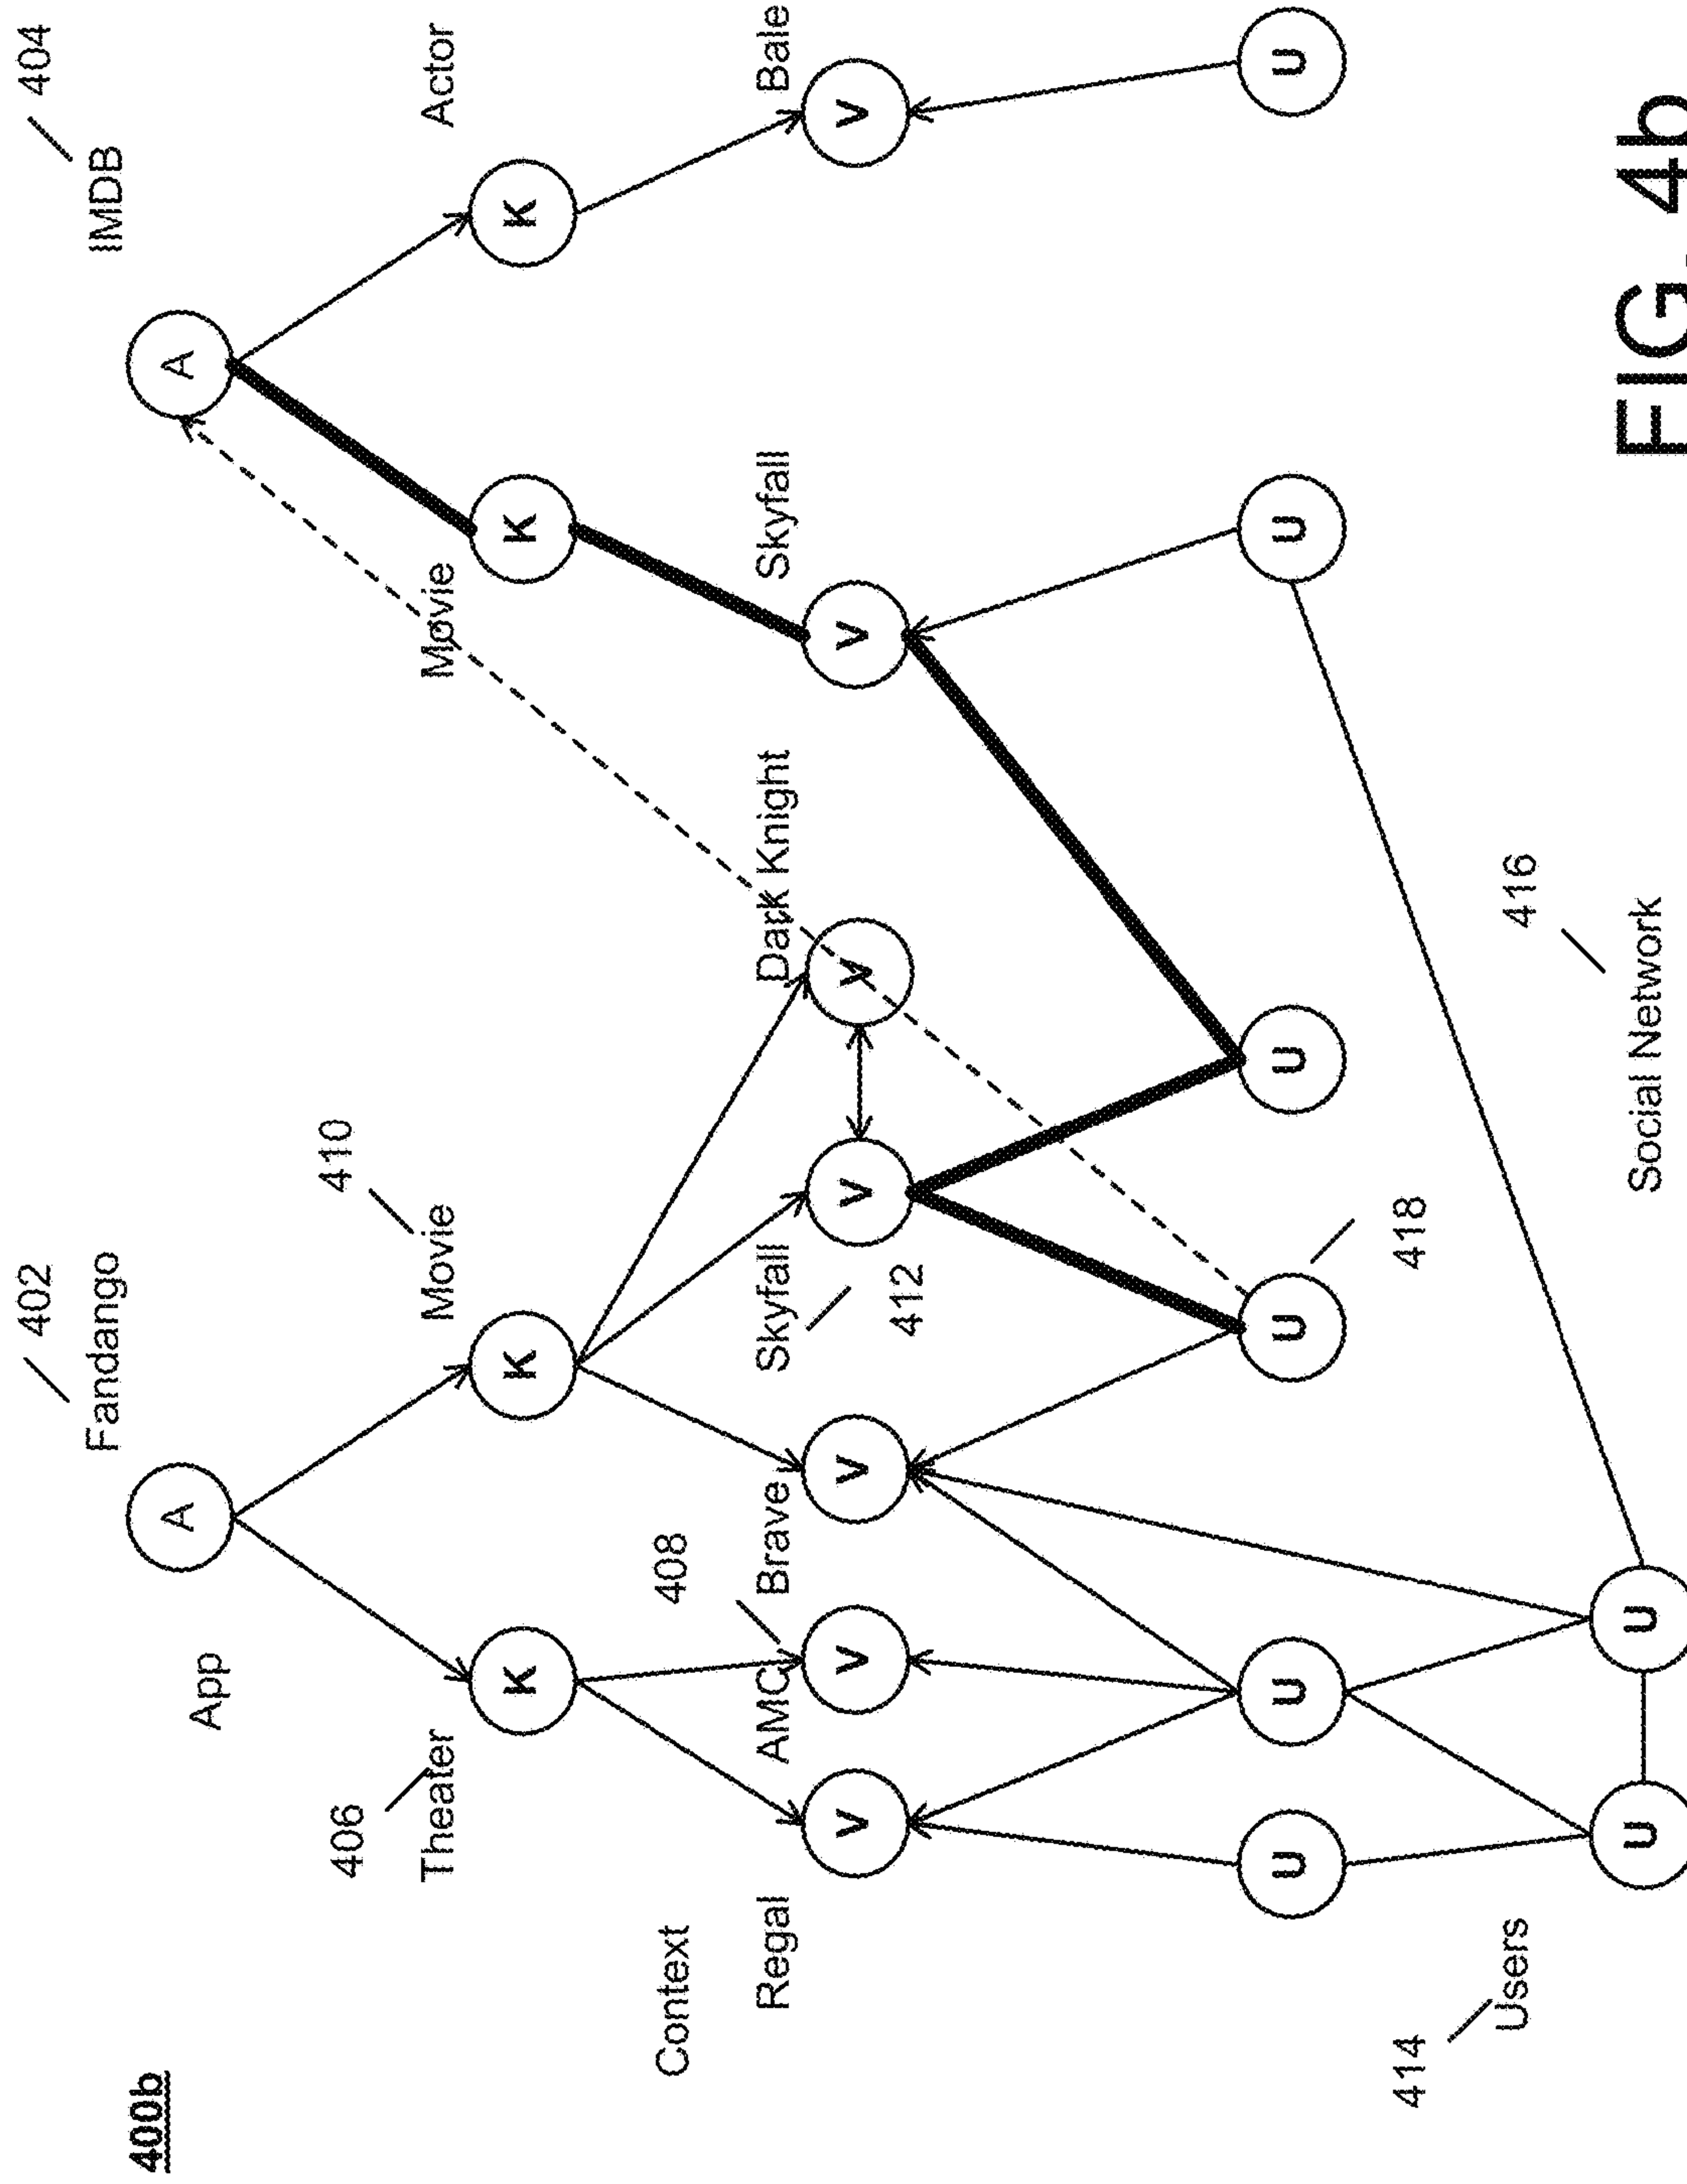 400b
402
404
Fandango
IMDB
App
A
A
406
410
Theater
Movie
Movie
Actor
K
K
K
K
Context
408
Regal
AMC
Brave
Skyfall
Dark Knight
Skyfall
Bale
V
V
V
V
V
V
V
412
U
U
U
U
U
U
414
418
Users
416
U
U
Social Network
FIG. 4b